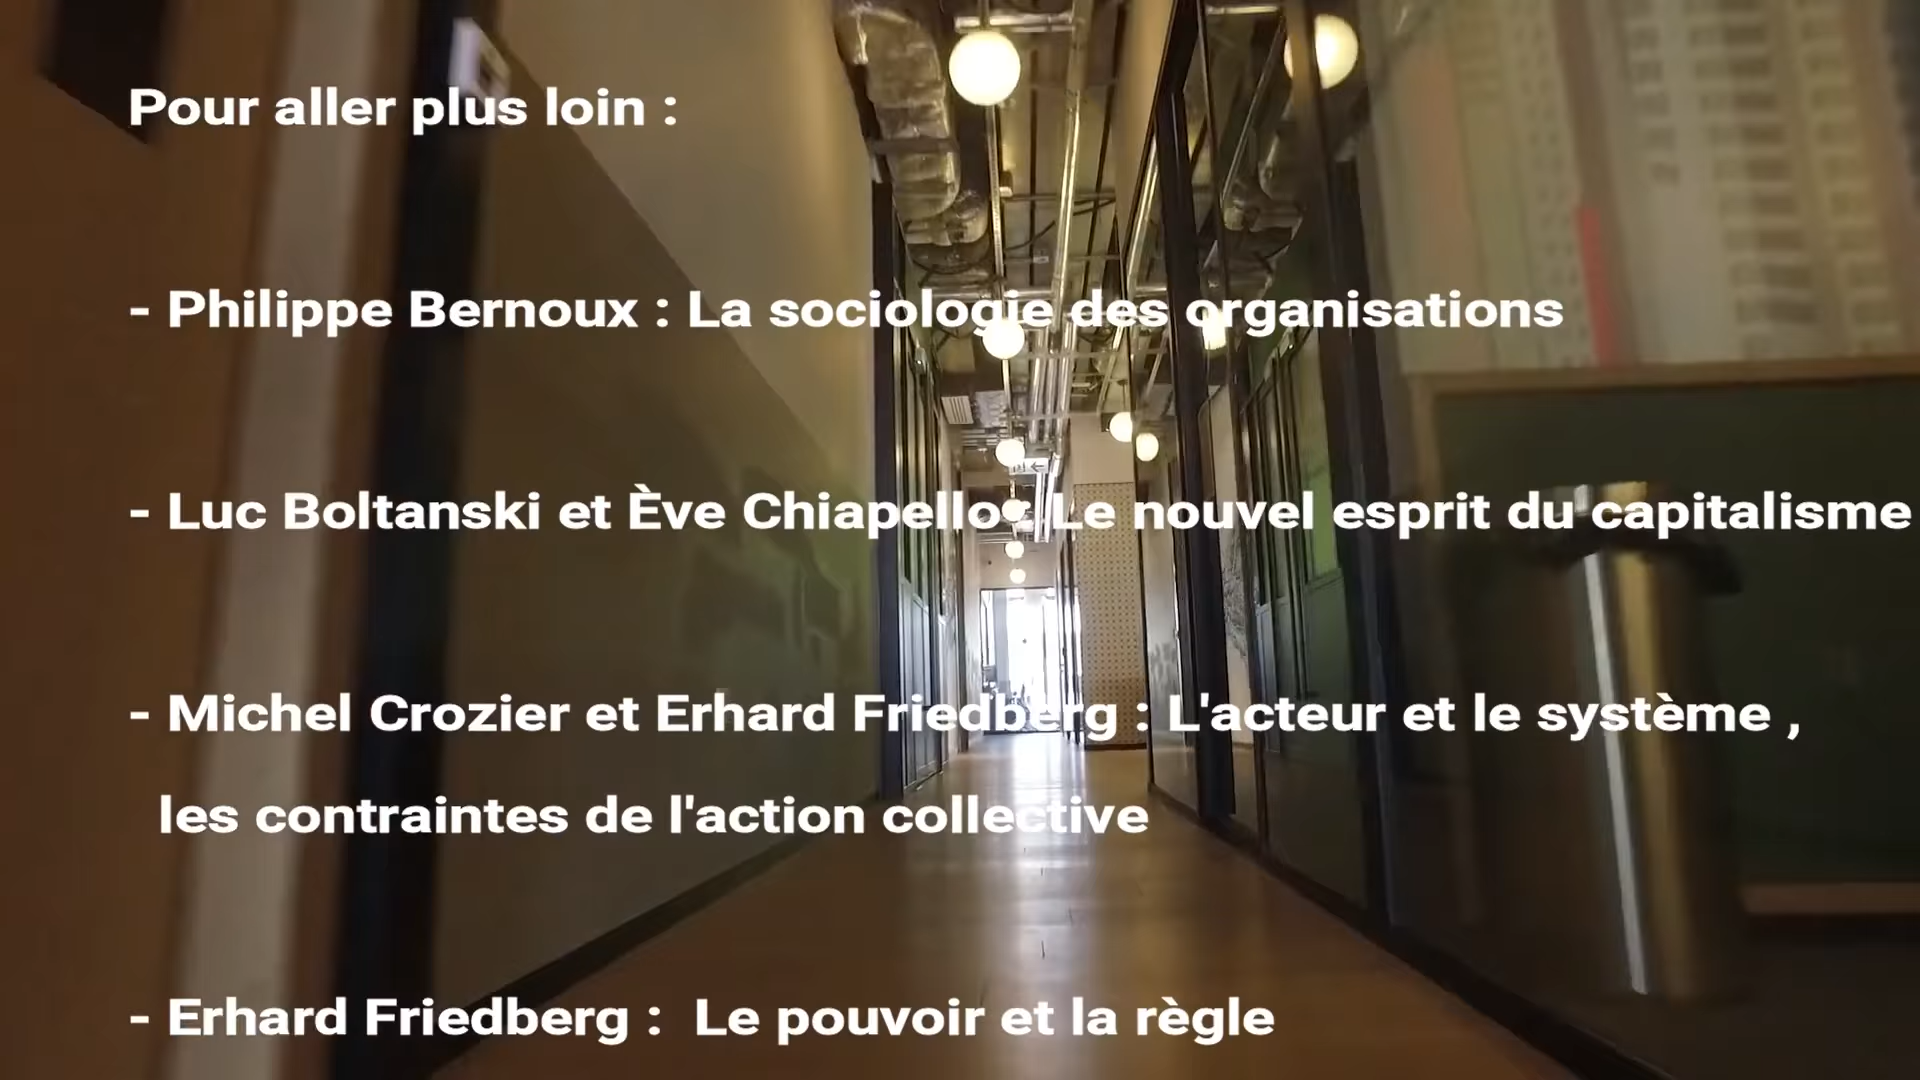 Pour aller plus loin :
- Philippe Bernoux : La sociologie des organisations
- Luc Boltanski et Ève Chiapello : Le nouvel esprit du capitalisme
- Michel Crozier et Erhard Friedberg : L'acteur et le système ,
les contraintes de l'action collective
- Erhard Friedberg :  Le pouvoir et la règle